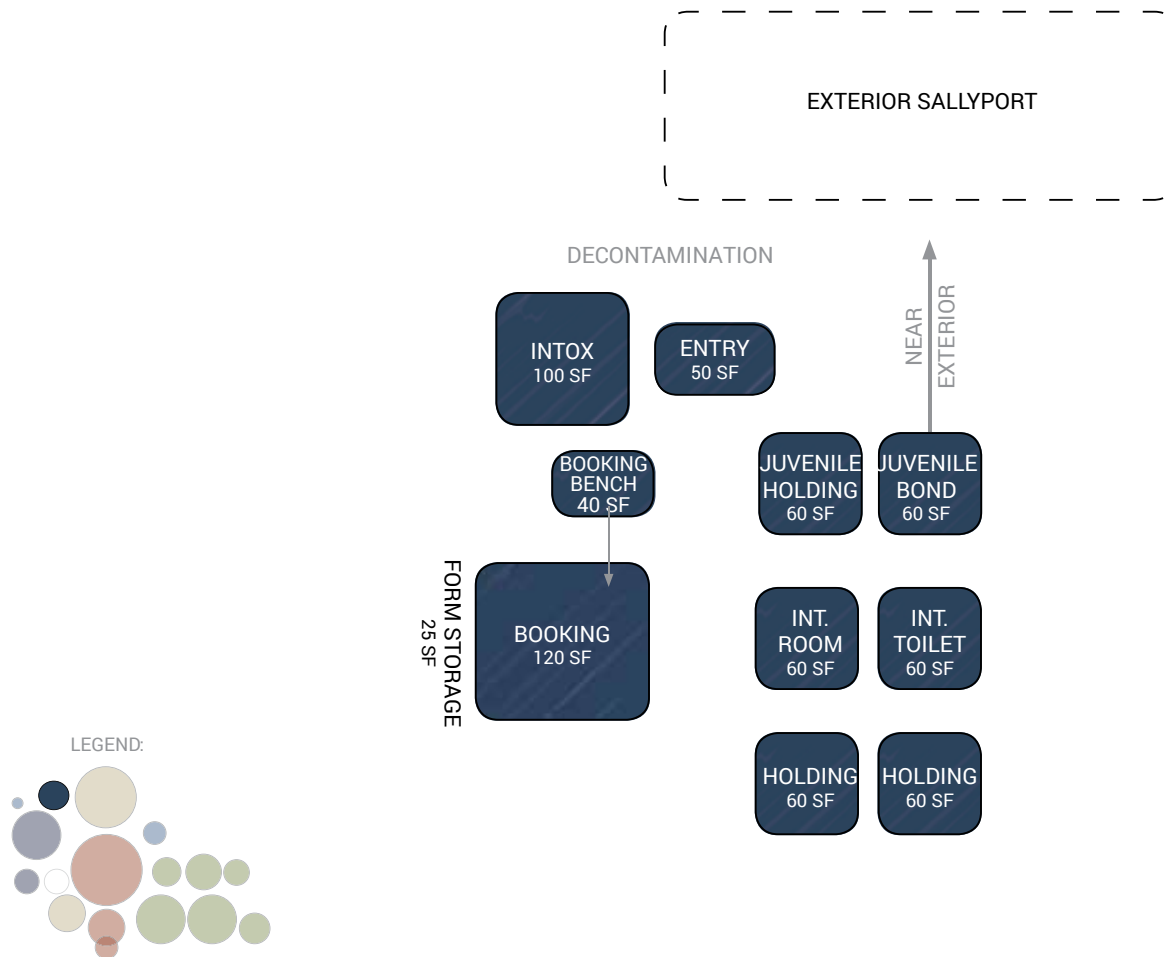 EXTERIOR SALLYPORT
DECONTAMINATION
NEAR
EXTERIOR
INTOX
100 SF
ENTRY
50 SF
BOOKING
BENCH
40 SF
JUVENILE
HOLDING
60 SF
JUVENILE
BOND
60 SF
FORM STORAGE
25 SF
BOOKING
120 SF
INT.
ROOM
60 SF
INT.
TOILET
60 SF
HOLDING
60 SF
HOLDING
60 SF
LEGEND: